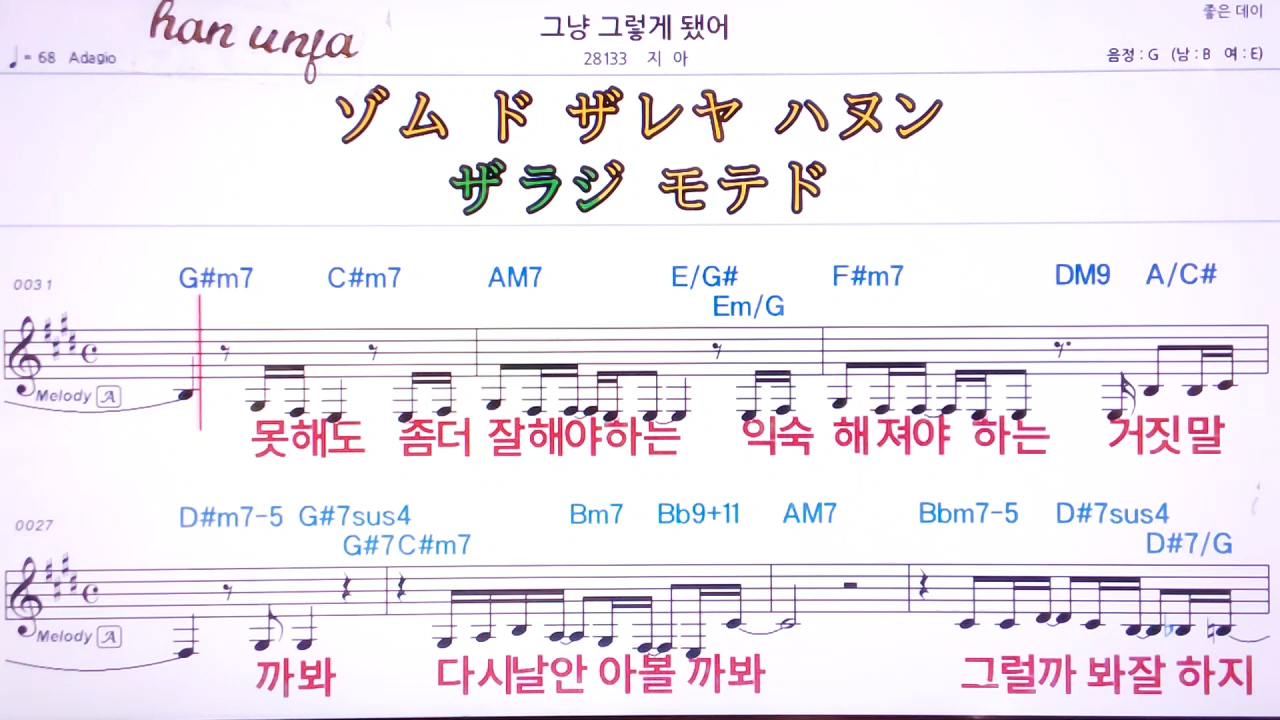 han unfa
그냥 그렇게 됐어
좋은 데이
♩= 68 Adagio
28133 지 아
음정 : G (남 : B 여 : E)
ゾム ド ザレヤ ハヌン
ザラジ モテド
0031
G#m7 C#m7 AM7 E/G# F#m7 DM9 A/C#
Em/G
Melody A
못해도 좀더 잘해야하는 익숙 해져야 하는 거짓말
0027
D#m7-5 G#7sus4 Bm7 Bb9+11 AM7 Bbm7-5 D#7sus4
G#7 C#m7 D#7/G
Melody A
까봐 다시날안 아볼 까봐 그럴까 봐잘 하지